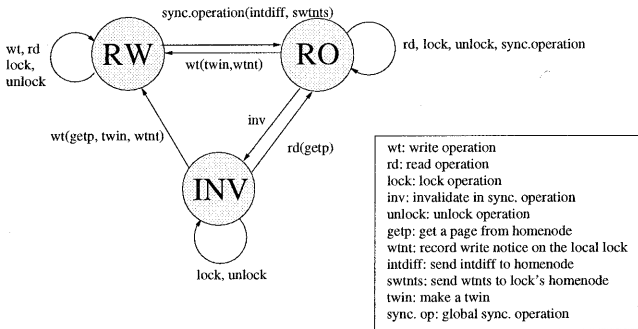 sync.operation(intdiff, swtnts)
wt, rd
lock,
unlock
RW
RO
rd, lock, unlock, sync.operation
wt(twin,wtnt)
inv
wt(getp, twin, wtnt)
rd(getp)
INV
lock, unlock
wt: write operation
rd: read operation
lock: lock operation
inv: invalidate in sync. operation
unlock: unlock operation
getp: get a page from homenode
wtnt: record write notice on the local lock
intdiff: send intdiff to homenode
swtnts: send wtnts to lock's homenode
twin: make a twin
sync. op: global sync. operation